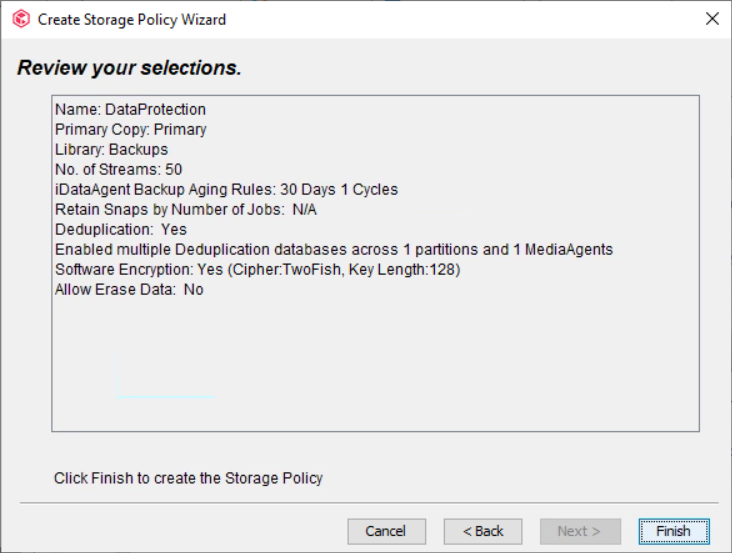 Create Storage Policy Wizard
Review your selections.
Name: DataProtection
Primary Copy: Primary
Library: Backups
No. of Streams: 50
iDataAgent Backup Aging Rules: 30 Days 1 Cycles
Retain Snaps by Number of Jobs:  N/A
Deduplication:  Yes
Enabled multiple Deduplication databases across 1 partitions and 1 MediaAgents
Software Encryption: Yes (Cipher:TwoFish, Key Length:128)
Allow Erase Data:  No
Click Finish to create the Storage Policy
Cancel < Back Next > Finish